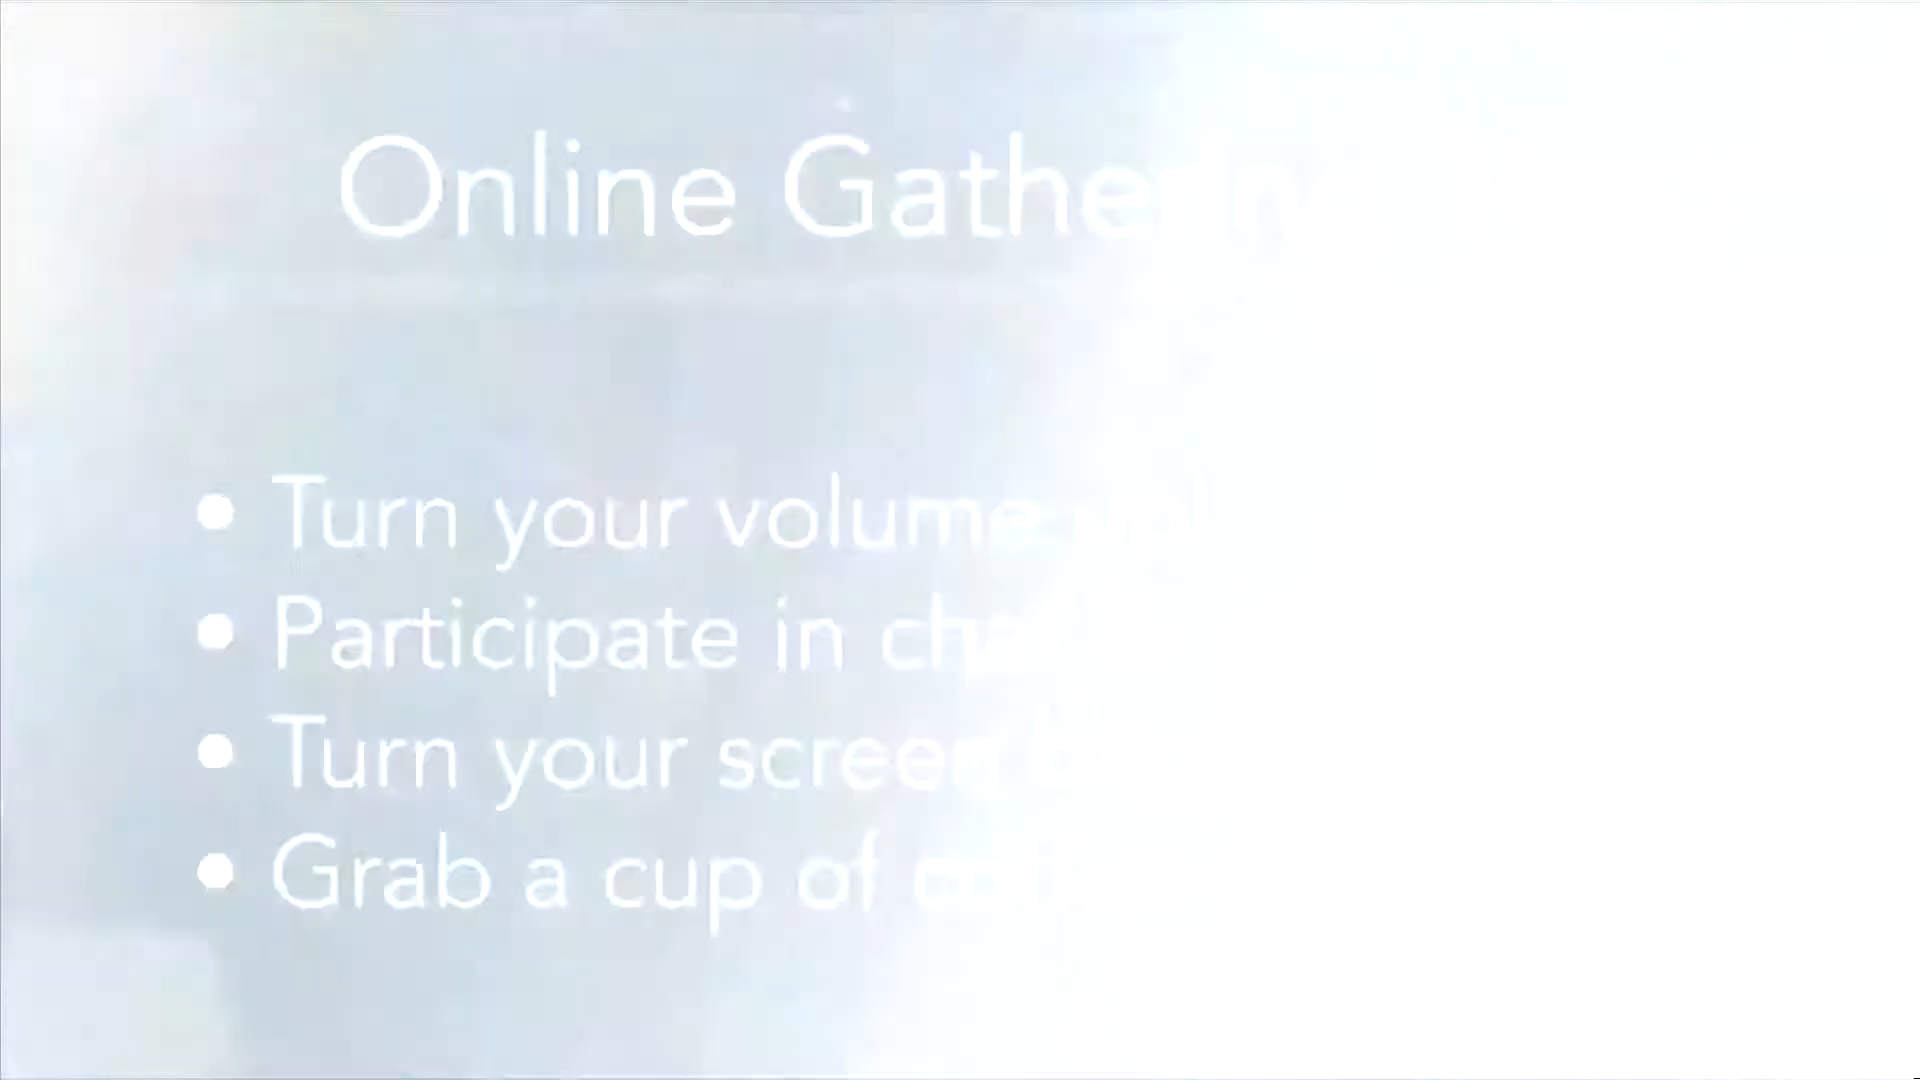 Online Gathering
• Turn your volume up!
• Participate in chat
• Turn your screen
• Grab a cup of